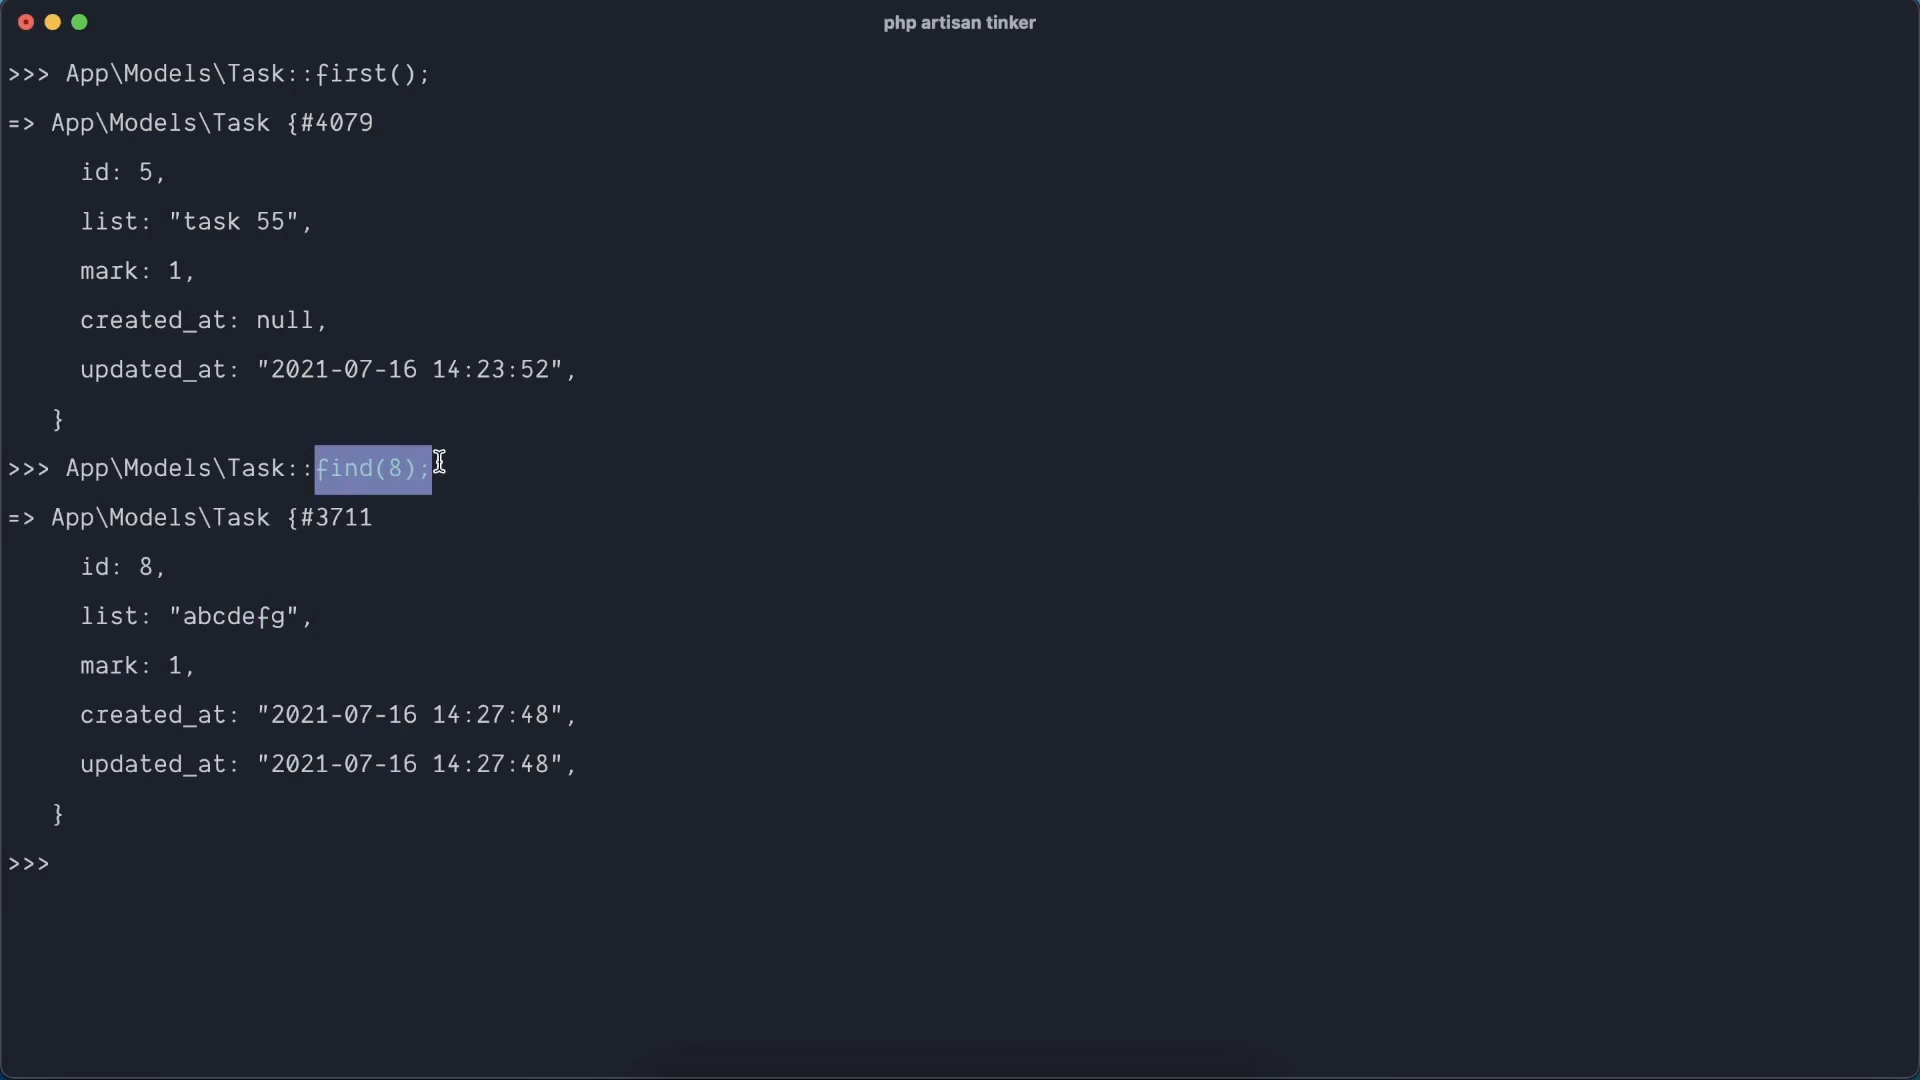 php artisan tinker
>>> App\Models\Task::first();
=> App\Models\Task {#4079
id: 5,
list: "task 55",
mark: 1,
created_at: null,
updated_at: "2021-07-16 14:23:52",
}
>>> App\Models\Task::find(8);
=> App\Models\Task {#3711
id: 8,
list: "abcdefg",
mark: 1,
created_at: "2021-07-16 14:27:48",
updated_at: "2021-07-16 14:27:48",
}
>>>